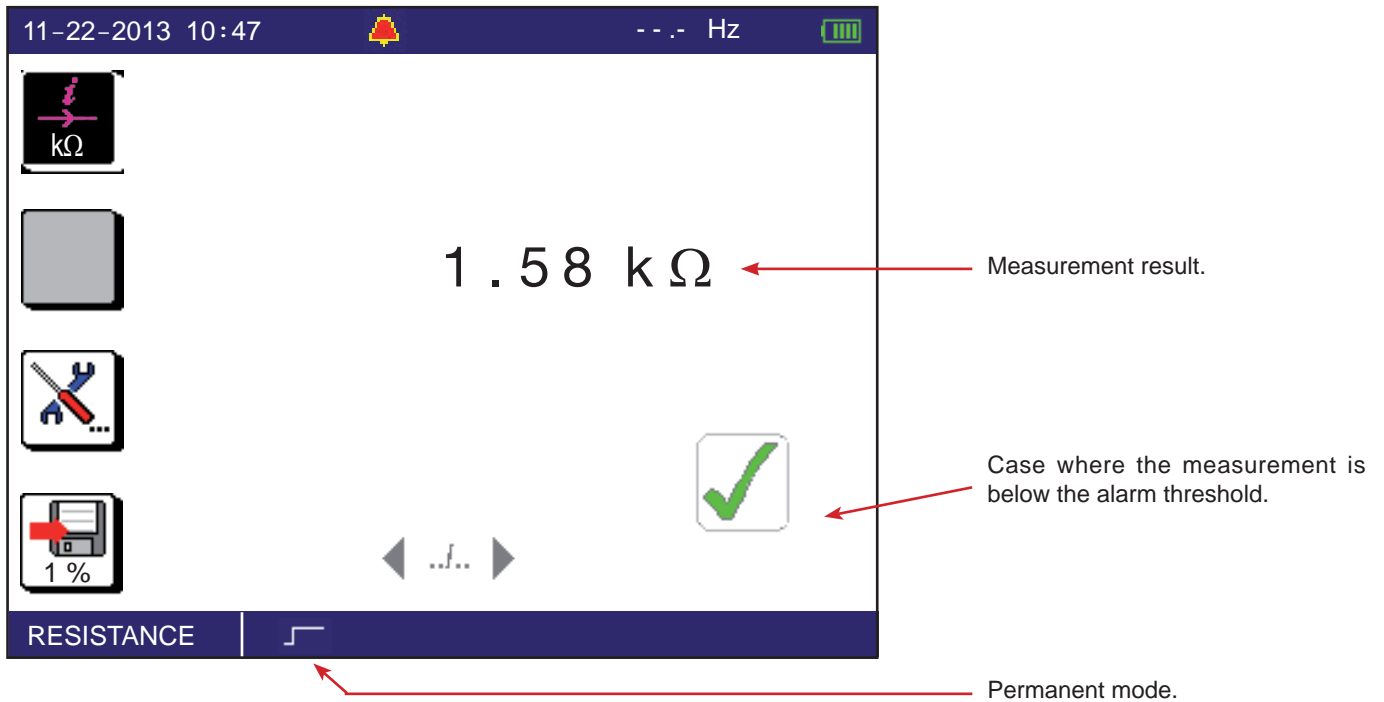 11-22-2013 10:47 - - .- Hz
i
kΩ
1.58 kΩ
Measurement result.
...
Case where the measurement is
below the alarm threshold.
1 %
../..
RESISTANCE
Permanent mode.